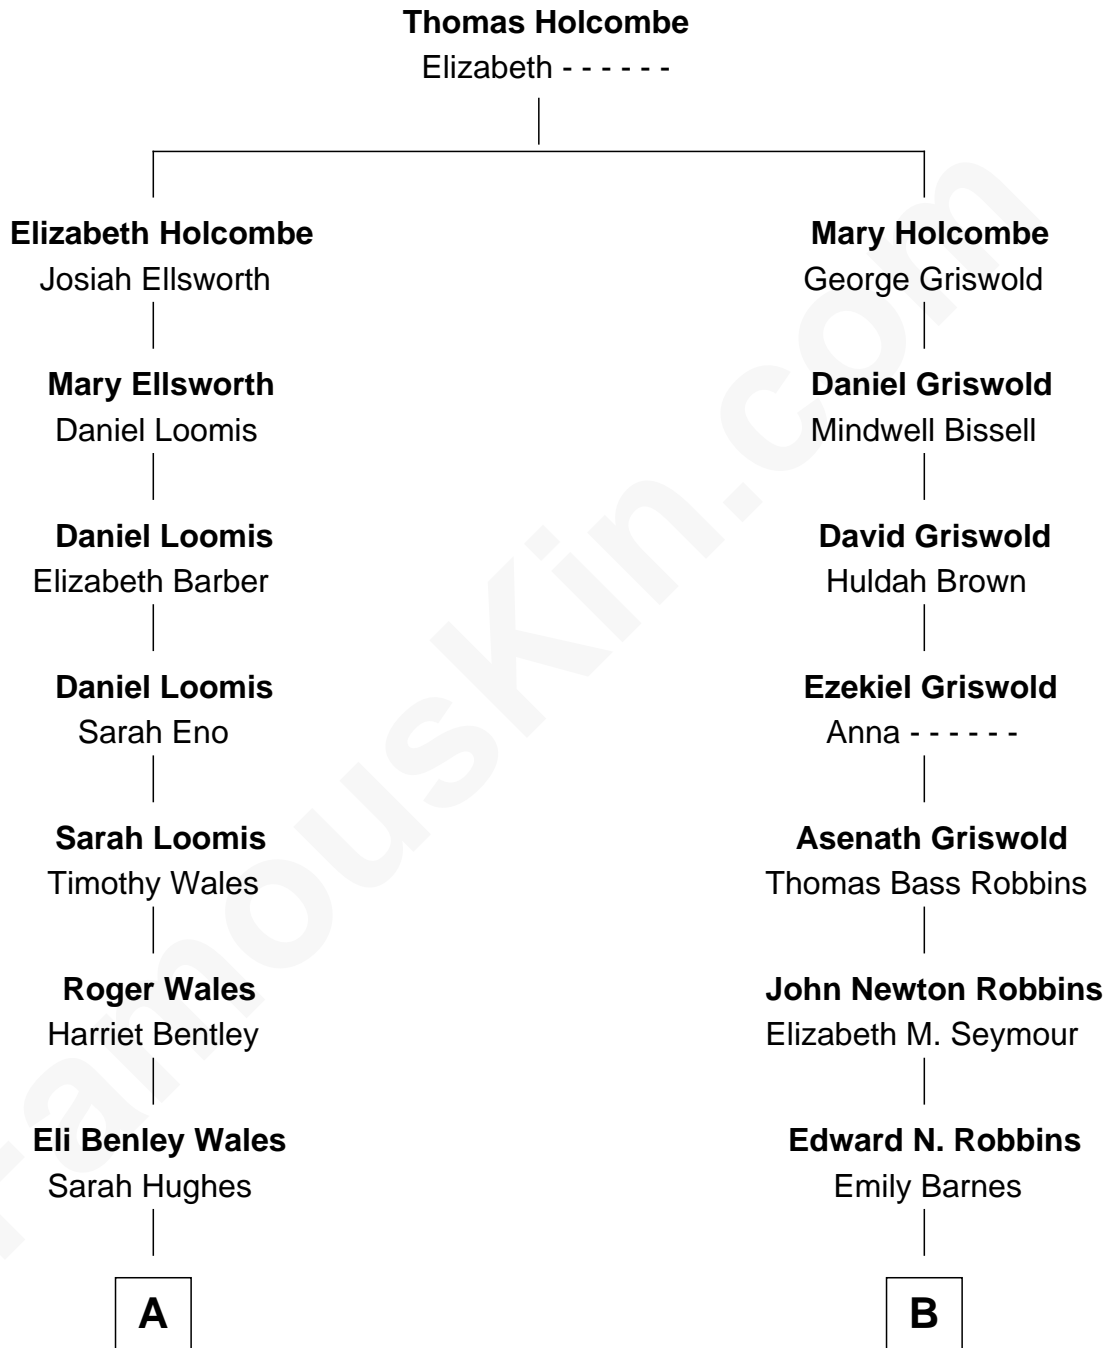 Thomas Holcombe
Elizabeth - - - - - -
Elizabeth Holcombe
Josiah Ellsworth
Mary Ellsworth
Daniel Loomis
Daniel Loomis
Elizabeth Barber
Daniel Loomis
Sarah Eno
Sarah Loomis
Timothy Wales
Roger Wales
Harriet Bentley
Eli Benley Wales
Sarah Hughes
A
Mary Holcombe
George Griswold
Daniel Griswold
Mindwell Bissell
David Griswold
Huldah Brown
Ezekiel Griswold
Anna - - - - - -
Asenath Griswold
Thomas Bass Robbins
John Newton Robbins
Elizabeth M. Seymour
Edward N. Robbins
Emily Barnes
B
FamousKin.com